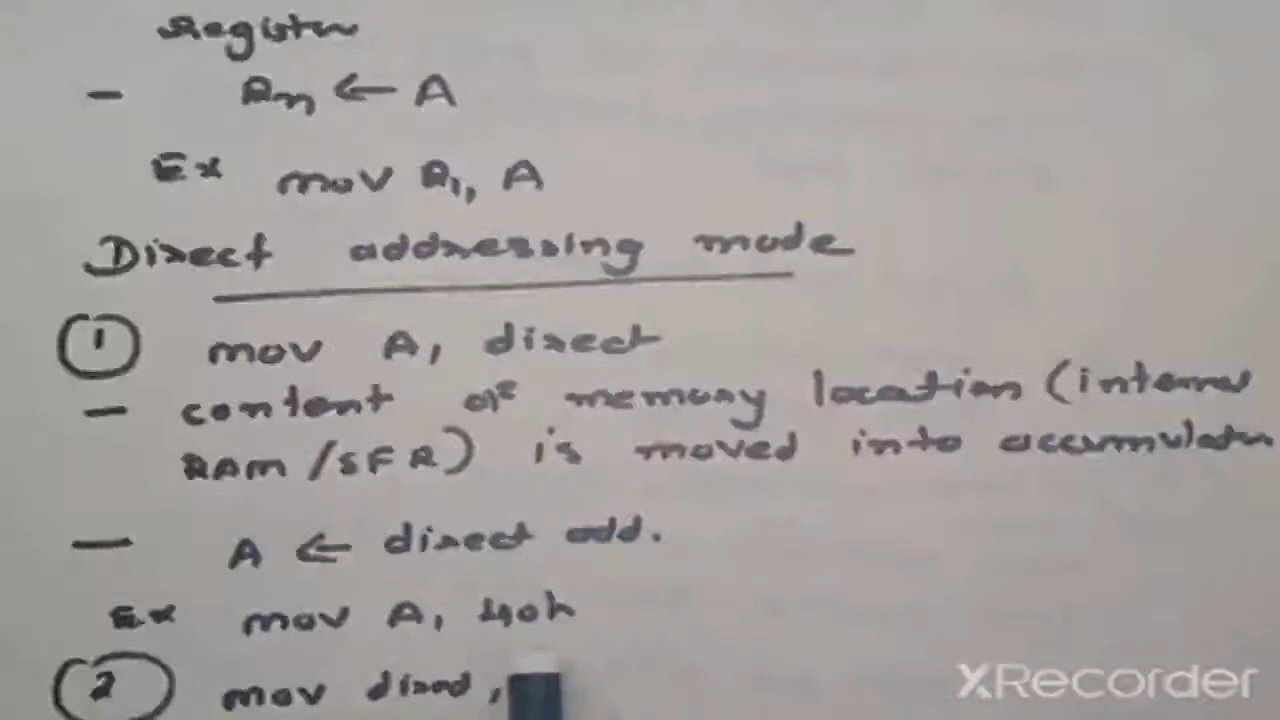 Register
- Rn ← A
Ex mov R1, A
Direct addressing mode
1 mov A, direct
- content of memory location (internal
RAM/SFR) is moved into accumulator
- A ← direct add.
Ex mov A, 40h
2 mov direct,
XRecorder